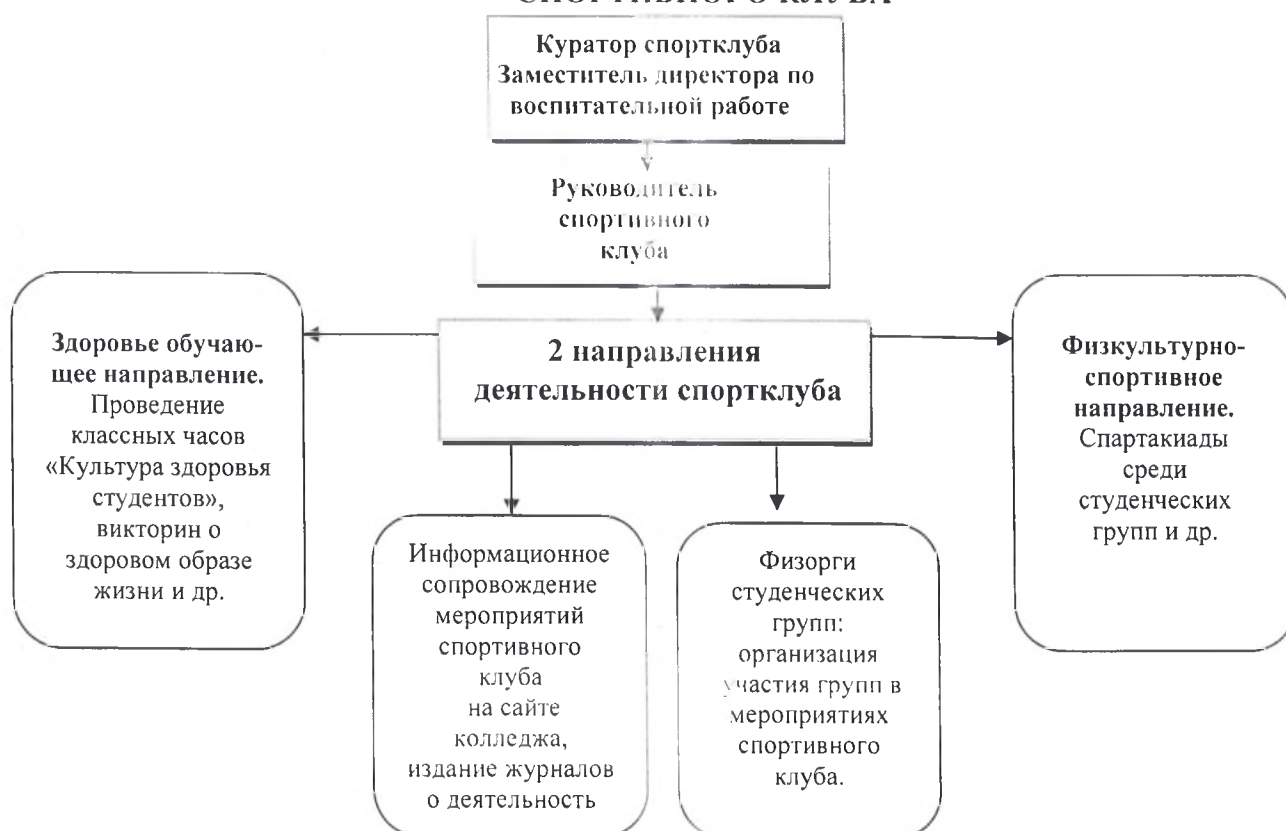 СПОРТИВНОГО КЛУБА
Куратор спортклуба
Заместитель директора по
воспитательной работе
Руководитель
спортивного
клуба
2 направления
деятельности спортклуба
Здоровье обучаю-
щее направление.
Проведение
классных часов
«Культура здоровья
студентов»,
викторин о
здоровом образе
жизни и др.
Информационное
сопровождение
мероприятий
спортивного
клуба
на сайте
колледжа,
издание журналов
о деятельность
Физорги
студенческих
групп:
организация
участия групп в
мероприятиях
спортивного
клуба.
Физкультурно-
спортивное
направление.
Спартакиады
среди
студенческих
групп и др.